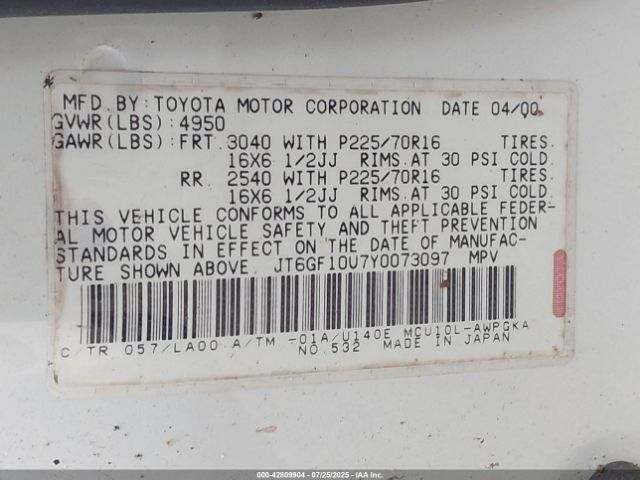 MFD. BY: TOYOTA MOTOR CORPORATION DATE 04/00
GVWR(LBS): 4950
GAWR(LBS): FRT. 3040 WITH P225/70R16 TIRES.
16X6 1/2JJ RIMS.AT 30 PSI COLD.
RR. 2540 WITH P225/70R16 TIRES.
16X6 1/2JJ RIMS.AT 30 PSI COLD.
THIS VEHICLE CONFORMS TO ALL APPLICABLE FEDER-
AL MOTOR VEHICLE SAFETY AND THEFT PREVENTION
STANDARDS IN EFFECT ON THE DATE OF MANUFAC-
TURE SHOWN ABOVE. JT6GF10U7Y0073097 MPV
C/TR 057/LA00 A/TM -01A/U140E MCU10L-AWPGKA
NO.532 MADE IN JAPAN
000-42809904 | 07/25/2025 | IAAI.COM